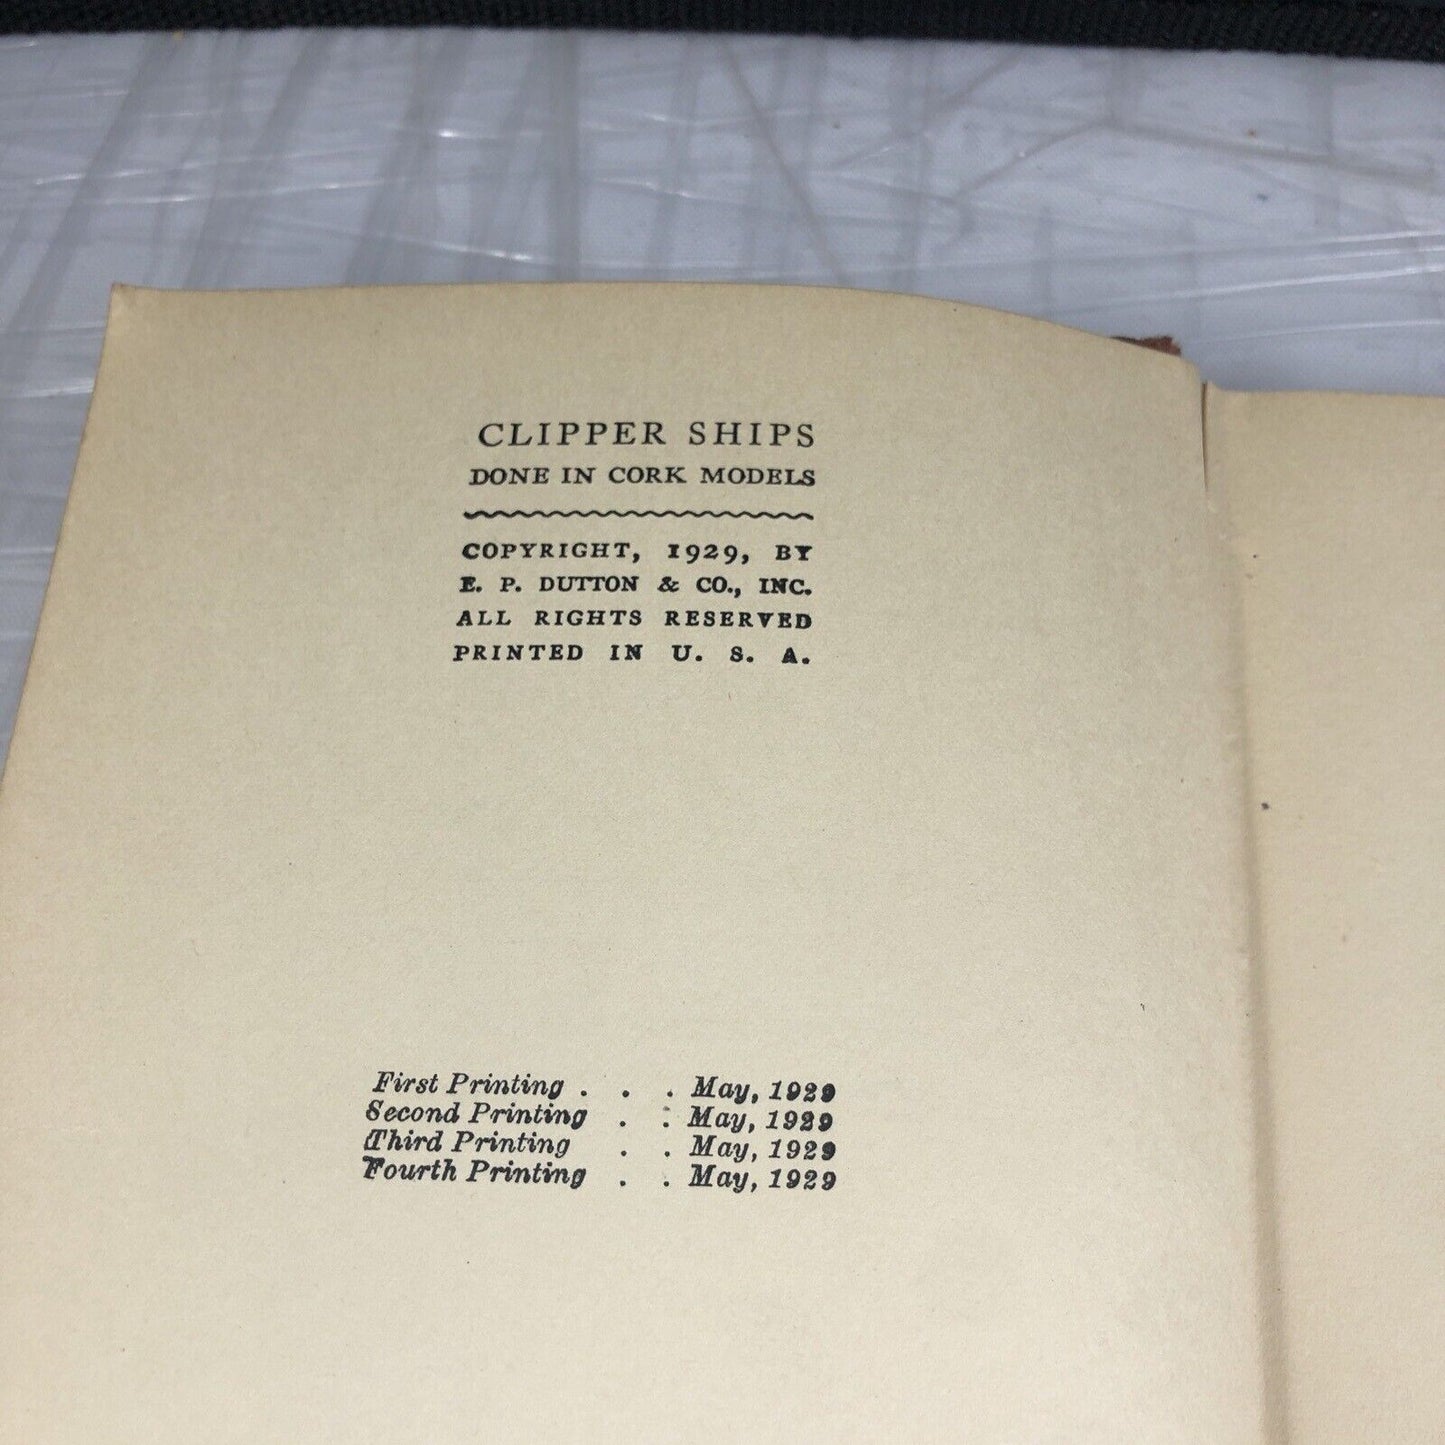 CLIPPER SHIPS
DONE IN CORK MODELS
COPYRIGHT, 1929, BY
E. P. DUTTON & CO., INC.
ALL RIGHTS RESERVED
PRINTED IN U. S. A.
First Printing . . . May, 1929
Second Printing . . May, 1929
Third Printing . . May, 1929
Fourth Printing . . May, 1929